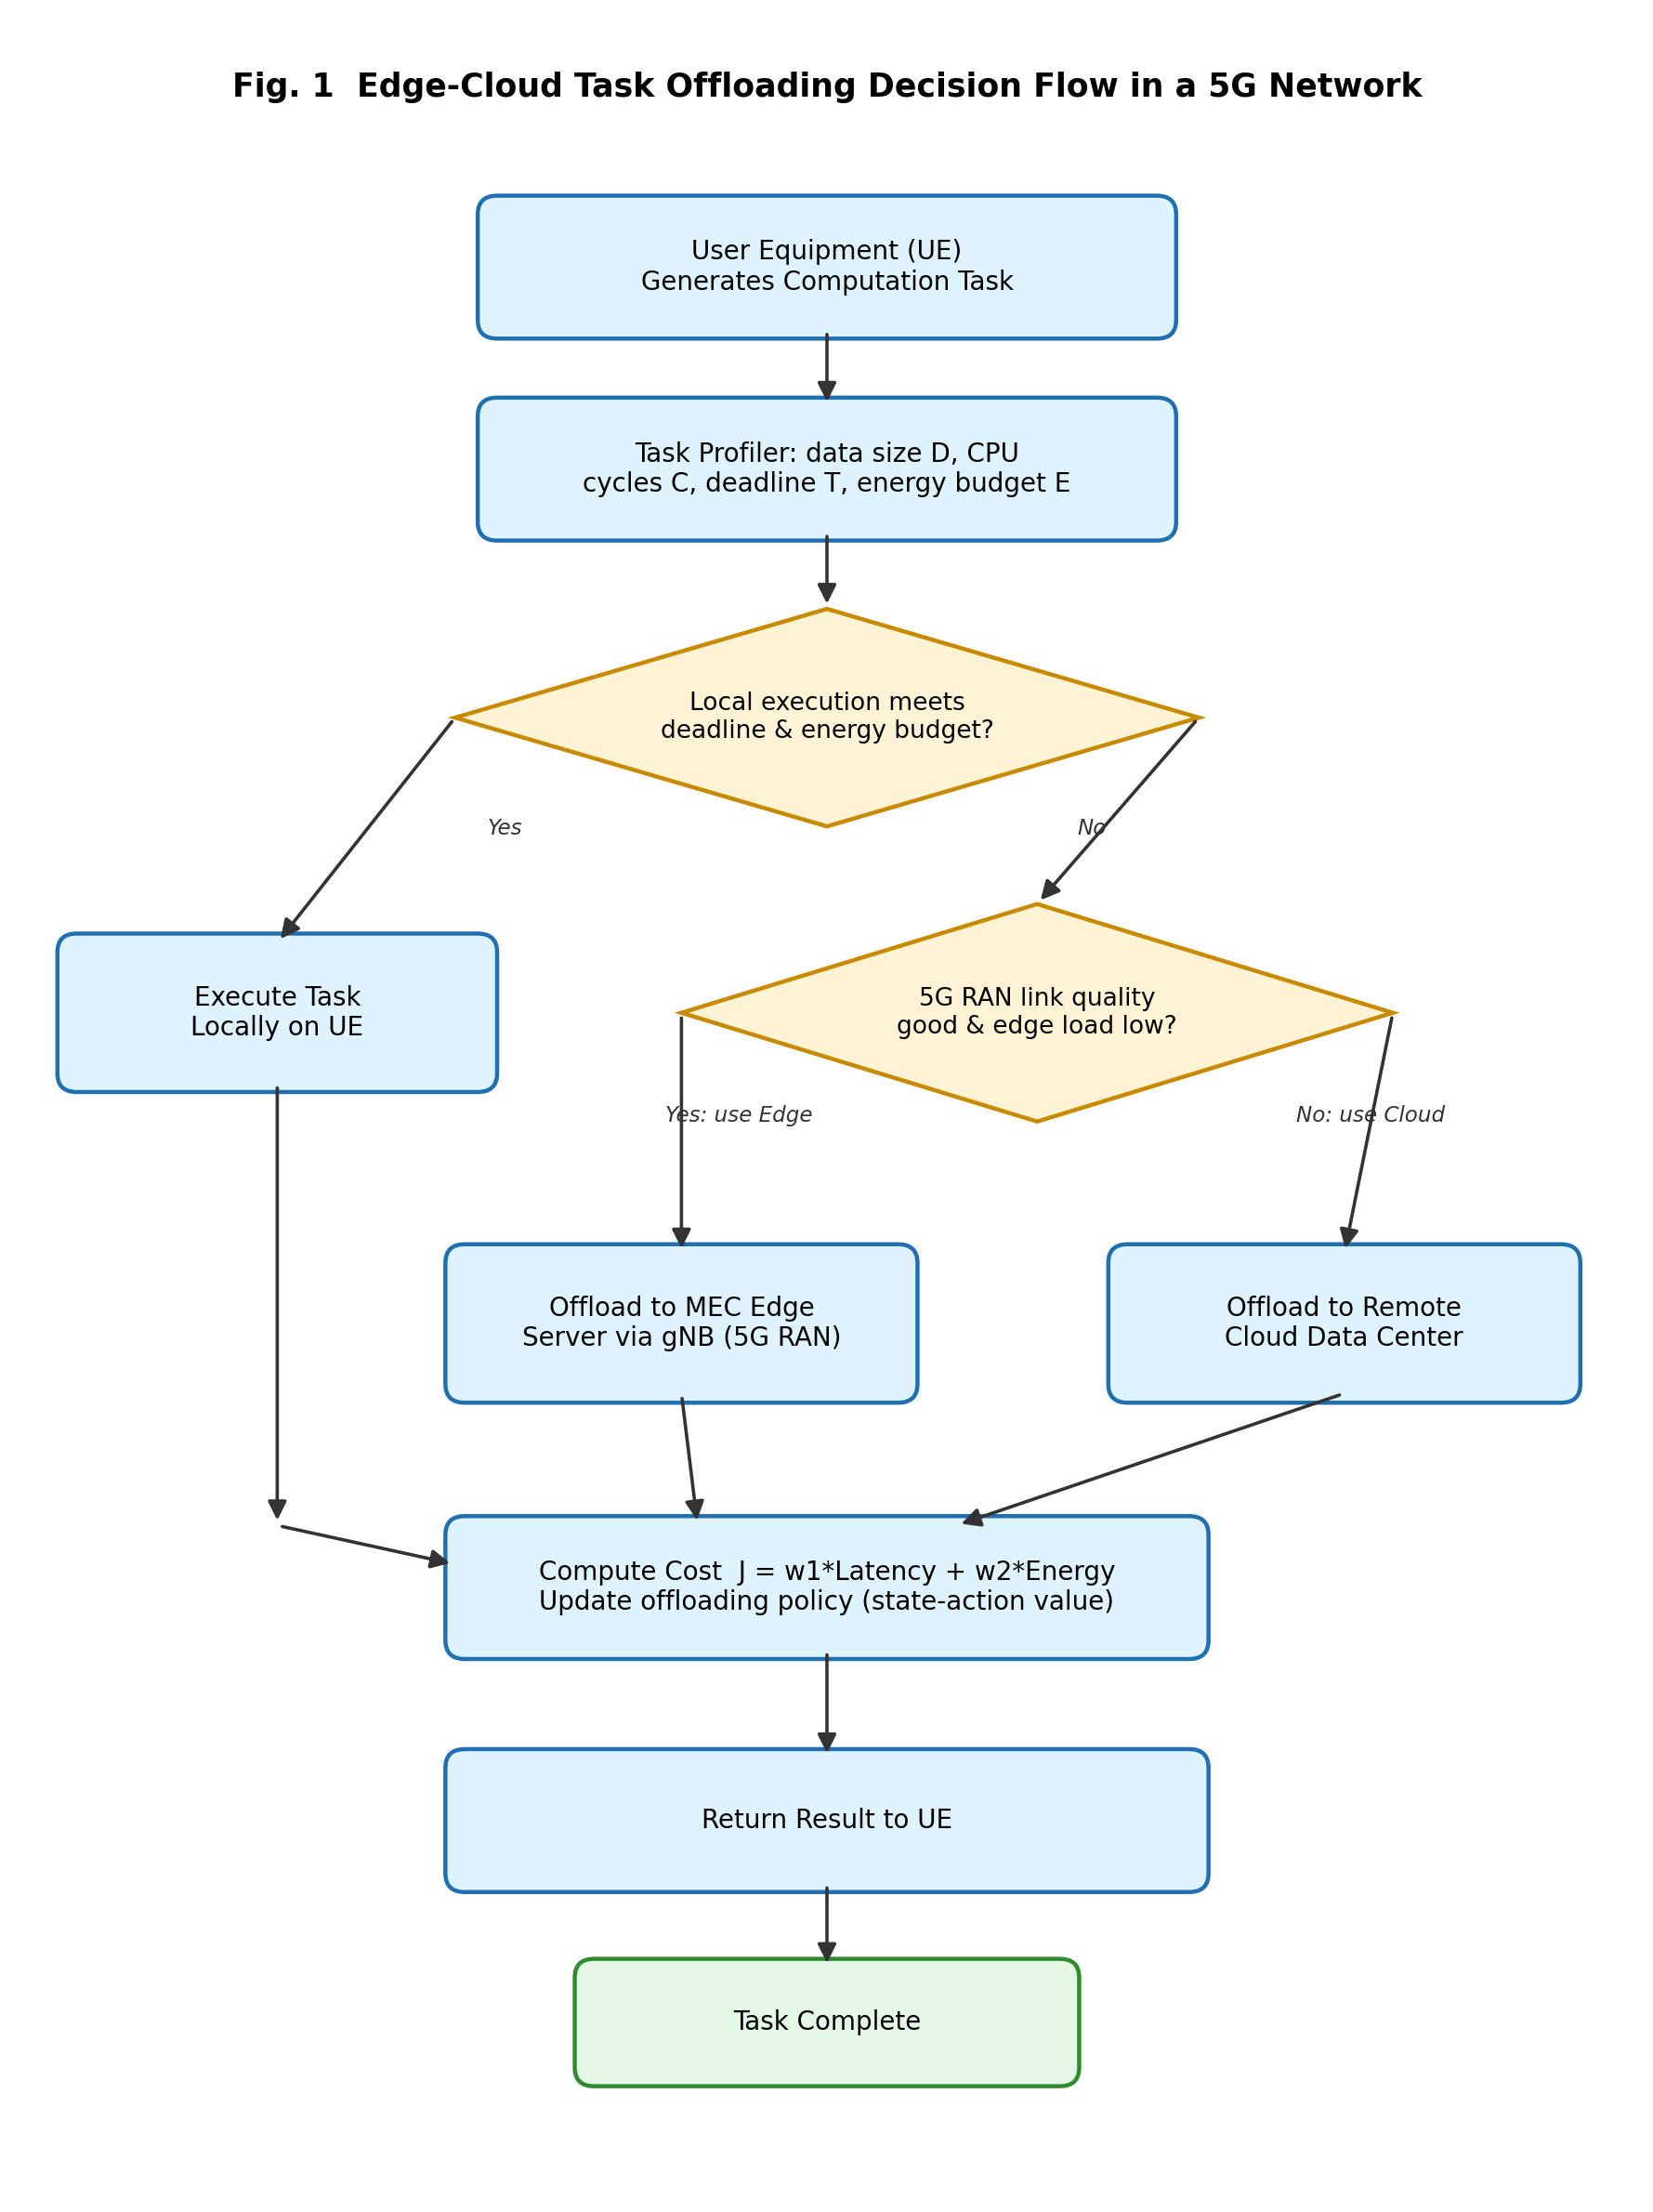 Fig. 1  Edge-Cloud Task Offloading Decision Flow in a 5G Network
User Equipment (UE)
Generates Computation Task
Task Profiler: data size D, CPU
cycles C, deadline T, energy budget E
Local execution meets
deadline & energy budget?
Yes
No
Execute Task
Locally on UE
5G RAN link quality
good & edge load low?
Yes: use Edge
No: use Cloud
Offload to MEC Edge
Server via gNB (5G RAN)
Offload to Remote
Cloud Data Center
Compute Cost  J = w1*Latency + w2*Energy
Update offloading policy (state-action value)
Return Result to UE
Task Complete